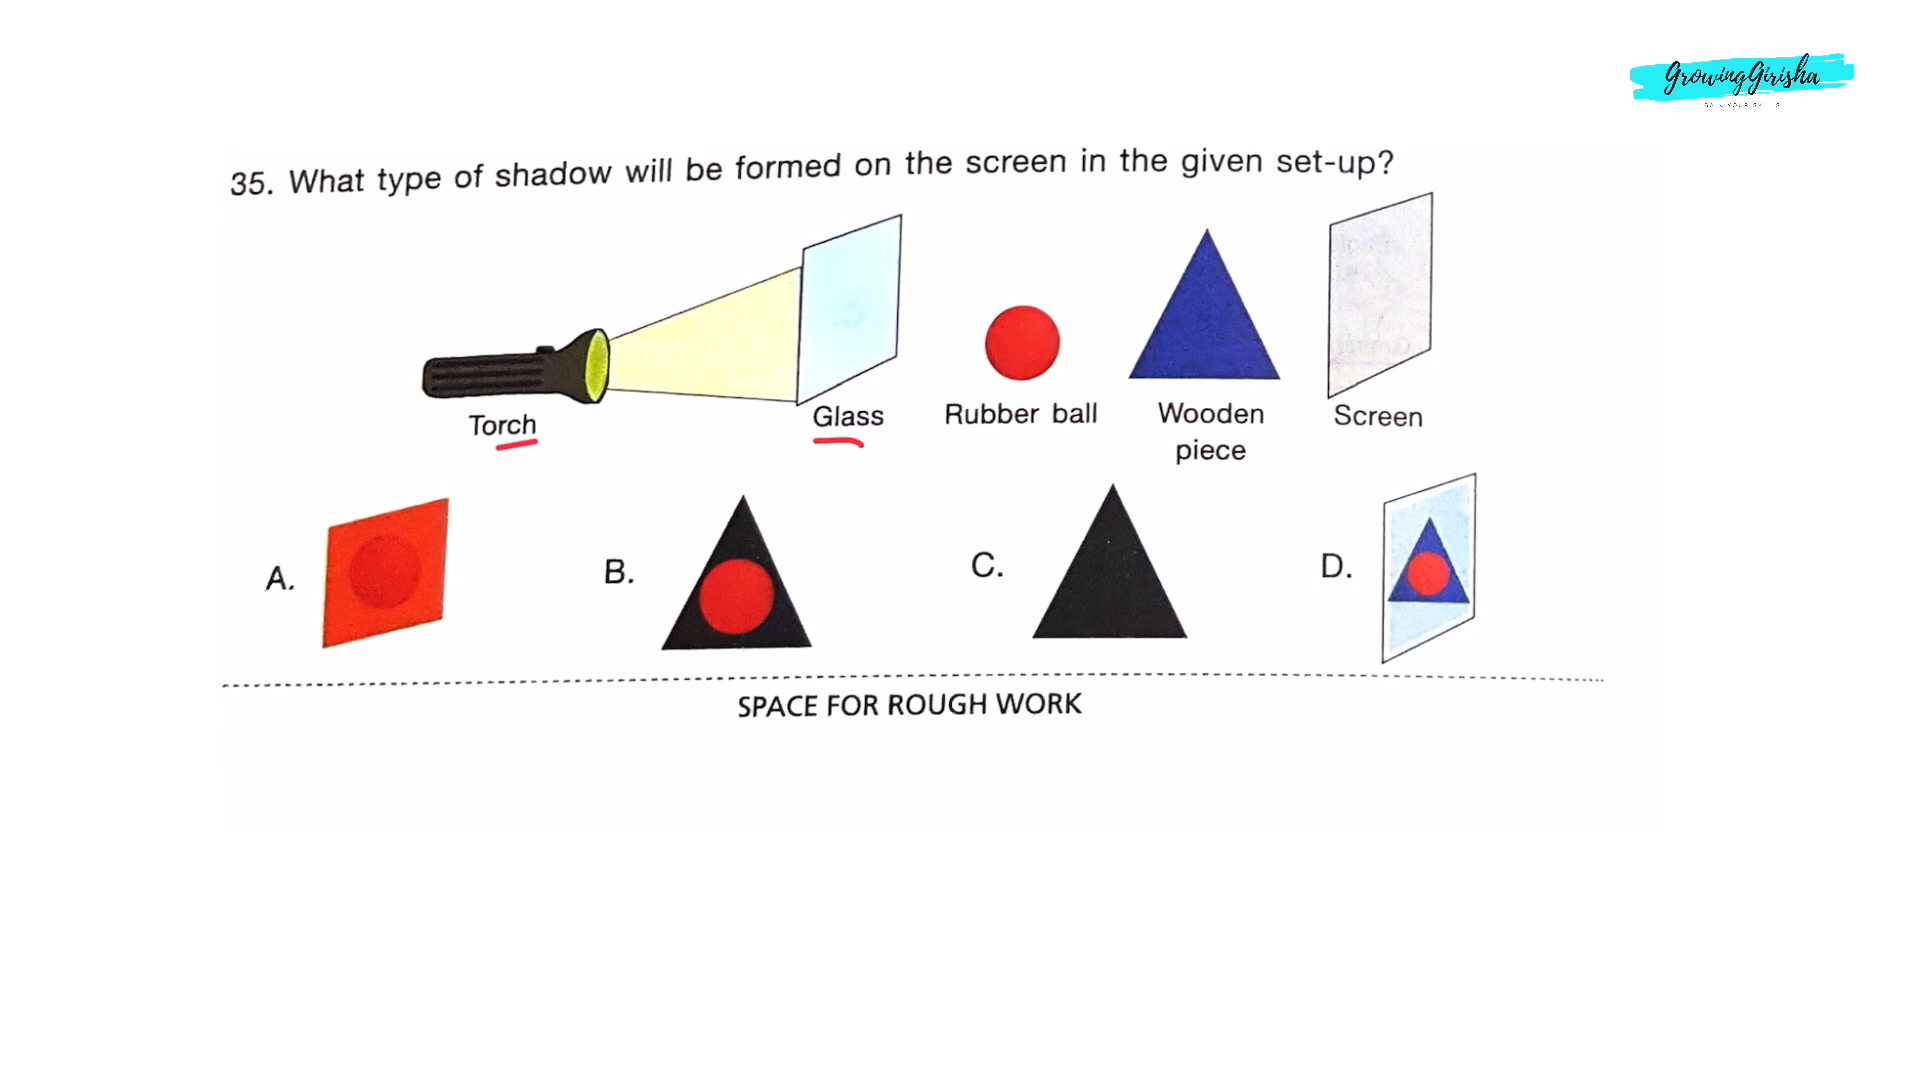 GrowingGirisha
35. What type of shadow will be formed on the screen in the given set-up?
Torch
Glass
Rubber ball
Wooden
piece
Screen
A.
B.
C.
D.
SPACE FOR ROUGH WORK